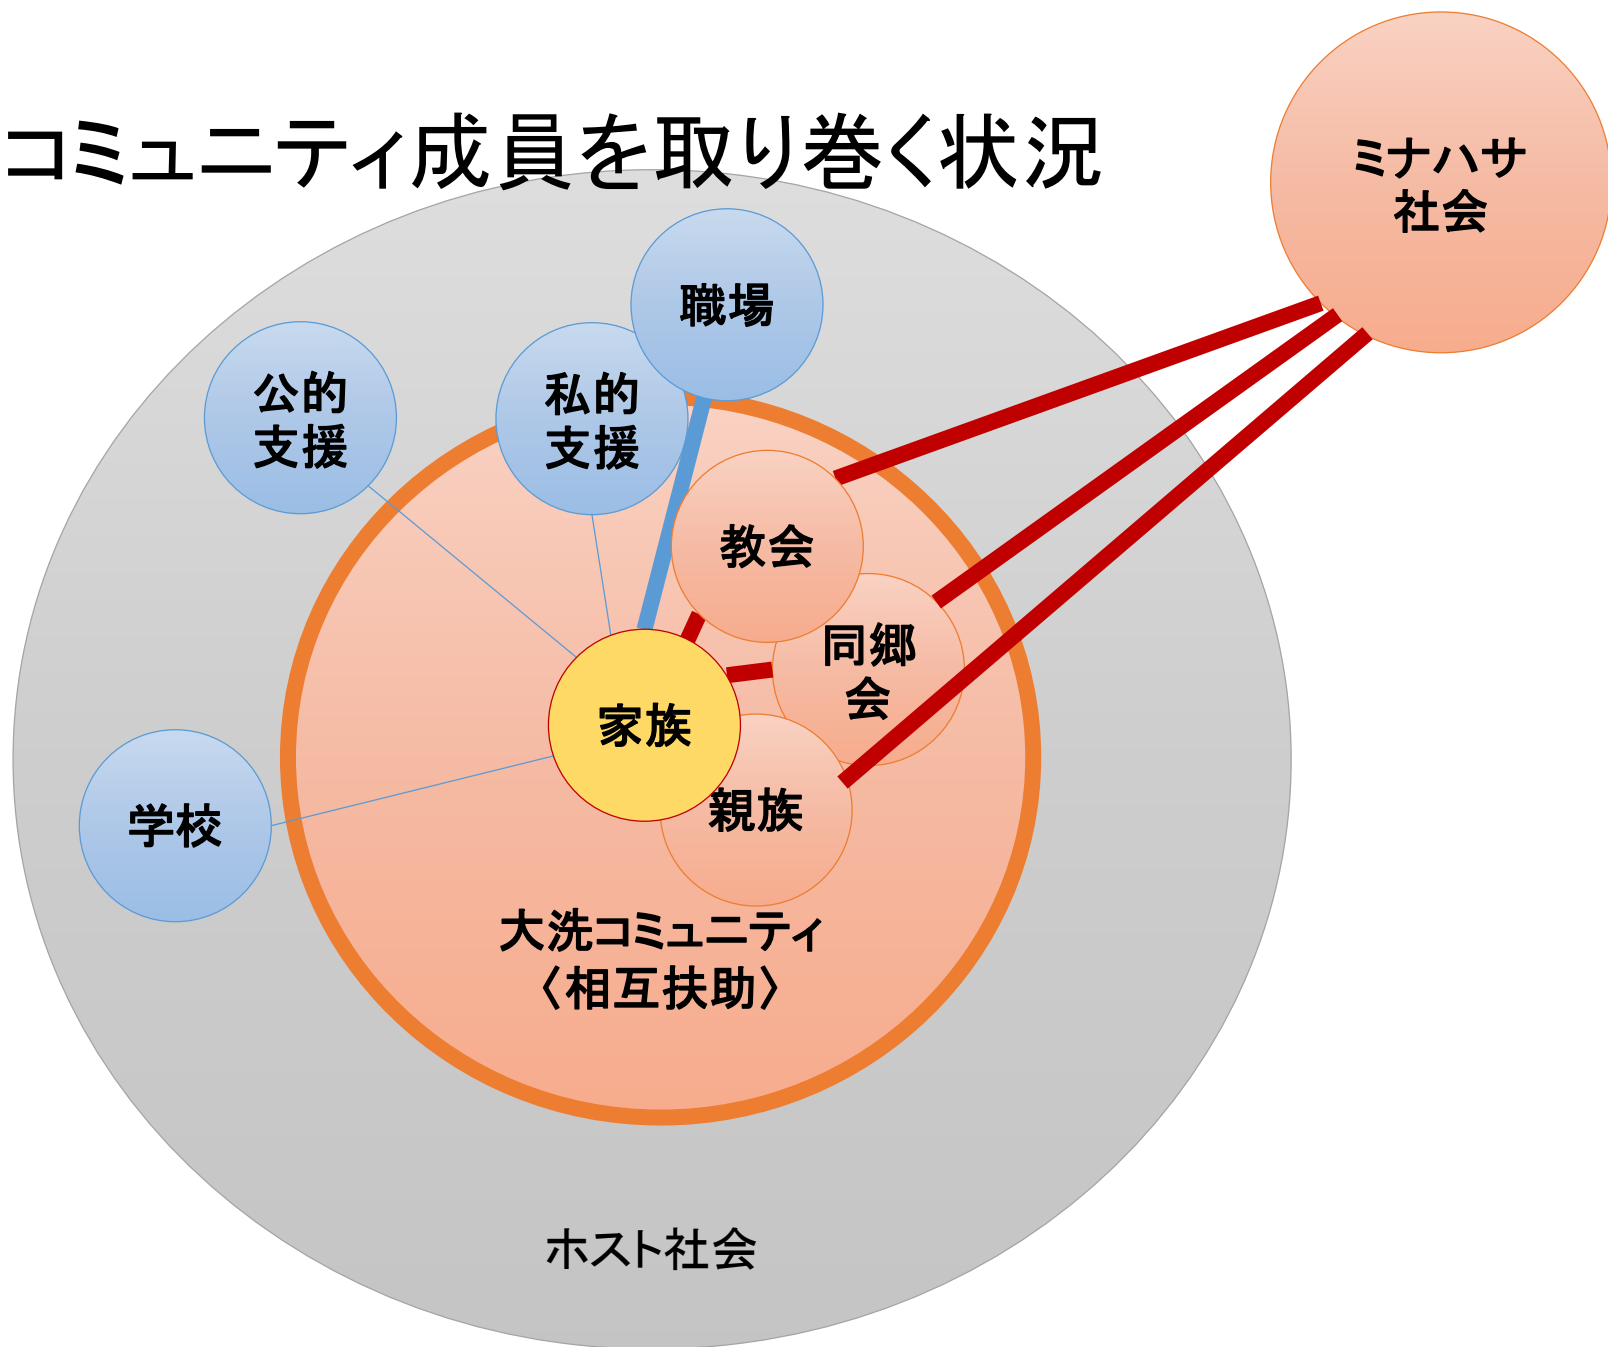 コミュニティ成員を取り巻く状況
ミナハサ
社会
職場
公的
支援
私的
支援
教会
同郷
会
家族
親族
学校
大洗コミュニティ
〈相互扶助〉
ホスト社会